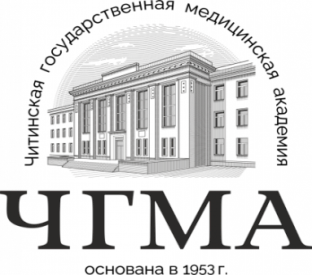 Читинская государственная медицинская академия
ЧГМА
основана в 1953 г.